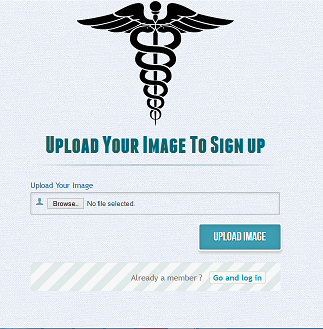 Upload Your Image To Sign up
Upload Your Image
Browse.. No file selected.
Upload Image
Already a member ? Go and log in